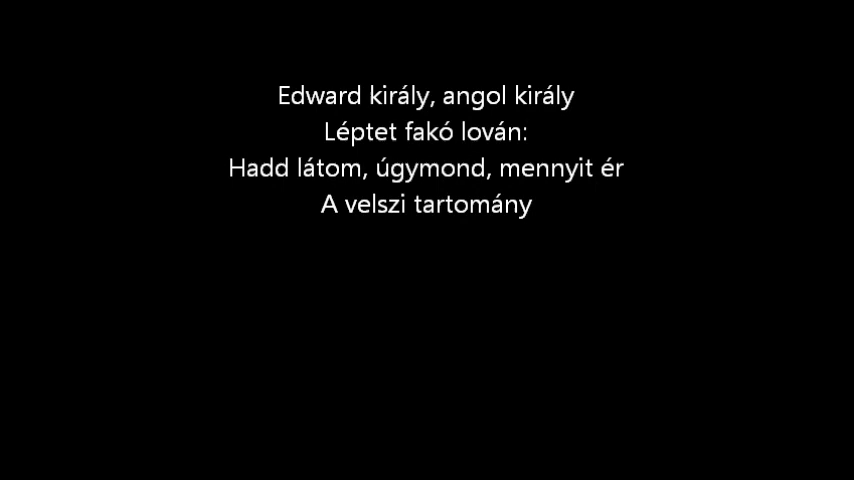 Edward király, angol király
Léptet fakó lován:
Hadd látom, úgymond, mennyit ér
A velszi tartomány